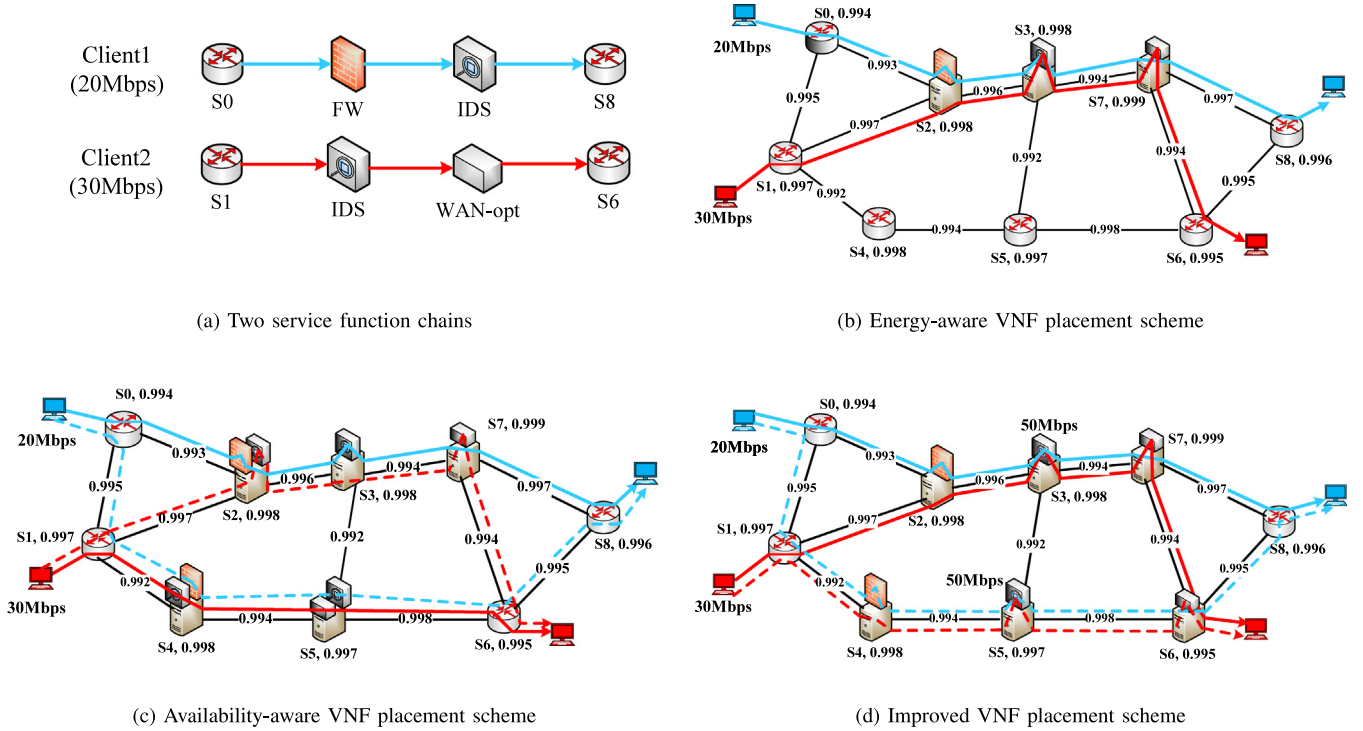 Client1
(20Mbps)
S0
FW
IDS
S8
Client2
(30Mbps)
S1
IDS
WAN-opt
S6
(a) Two service function chains
S0, 0.994
S3, 0.998
20Mbps
0.993
0.994
0.996
S7, 0.999
0.997
0.995
0.997
S2, 0.998
S8, 0.996
0.992
0.994
S1, 0.997
0.992
0.995
30Mbps
0.994
0.998
S4, 0.998
S5, 0.997
S6, 0.995
(b) Energy-aware VNF placement scheme
S0, 0.994
S7, 0.999
20Mbps
0.993
0.994
0.996
0.997
0.995
S3, 0.998
S2, 0.998
0.997
S1, 0.997
S8, 0.996
0.992
0.994
0.992
0.995
30Mbps
0.994
0.998
S4, 0.998
S5, 0.997
S6, 0.995
(c) Availability-aware VNF placement scheme
S0, 0.994
50Mbps
S7, 0.999
20Mbps
0.993
0.994
0.996
0.997
0.995
S3, 0.998
S2, 0.998
S1, 0.997
0.997
S8, 0.996
0.992
0.994
0.992
50Mbps
0.995
30Mbps
0.994
0.998
S4, 0.998
S5, 0.997
S6, 0.995
(d) Improved VNF placement scheme